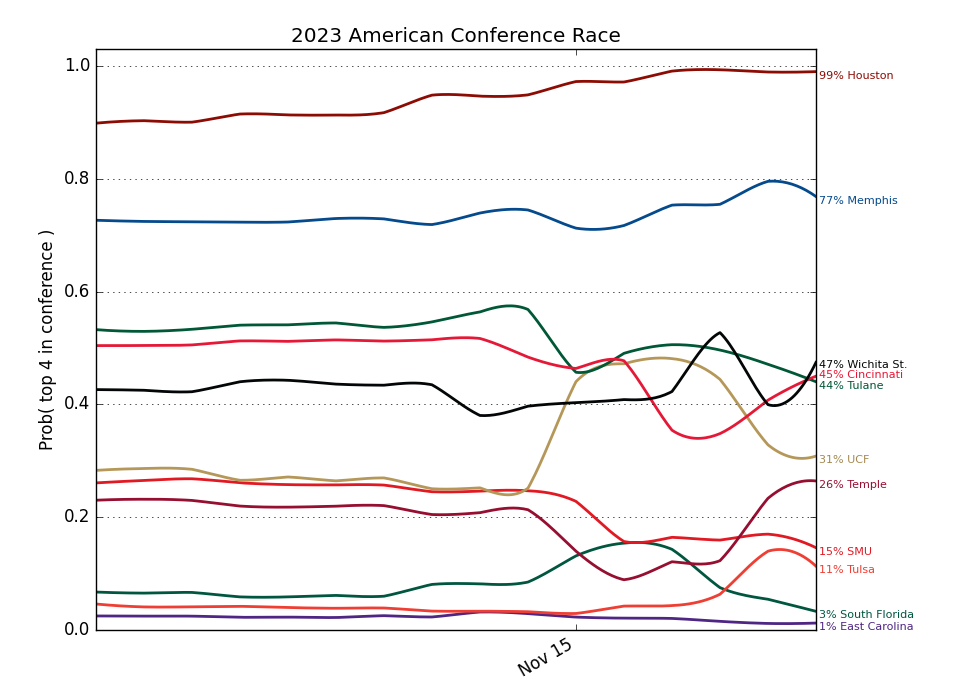 2023 American Conference Race
Prob( top 4 in conference )
1.0
0.8
0.6
0.4
0.2
0.0
Nov 15
99% Houston
77% Memphis
47% Wichita St.
45% Cincinnati
44% Tulane
31% UCF
26% Temple
15% SMU
11% Tulsa
3% South Florida
1% East Carolina